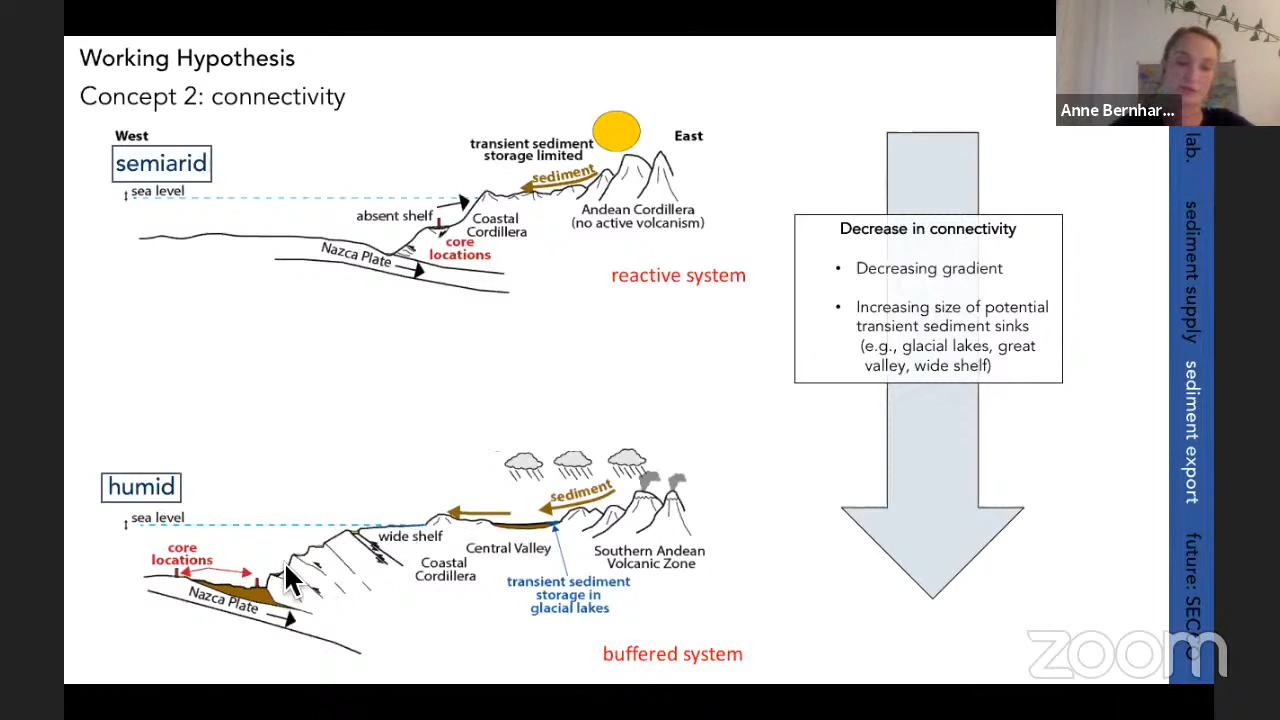 Working Hypothesis
Concept 2: connectivity
Anne Bernhar...
West
East
semiarid
transient sediment
storage limited
sediment
sea level
absent shelf
Coastal
Cordillera
Andean Cordillera
(no active volcanism)
core
locations
Nazca Plate
reactive system
Decrease in connectivity
• Decreasing gradient
• Increasing size of potential
transient sediment sinks
(e.g., glacial lakes, great
valley, wide shelf)
humid
sediment
sea level
wide shelf
core
locations
Central Valley
Coastal
Cordillera
Southern Andean
Volcanic Zone
transient sediment
storage in
glacial lakes
Nazca Plate
buffered system
lab.
sediment supply
sediment export
future:
zoom